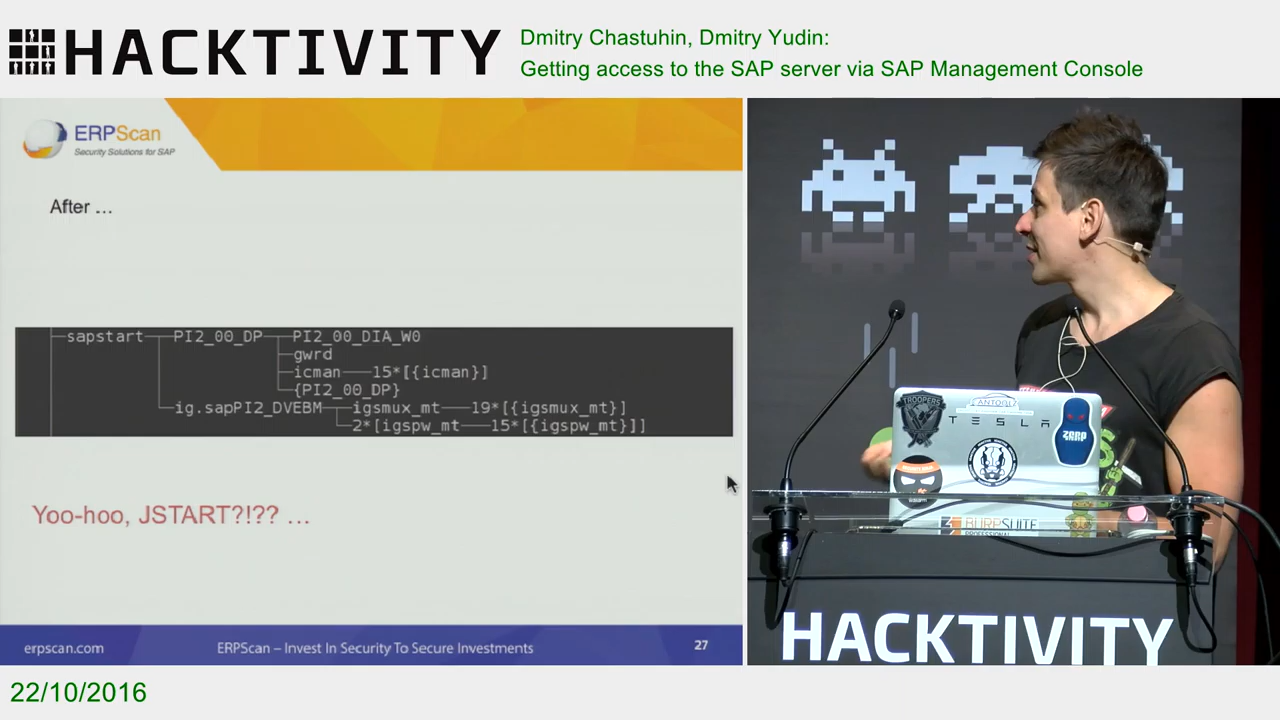 HACKTIVITY
Dmitry Chastuhin, Dmitry Yudin:
Getting access to the SAP server via SAP Management Console
ERPScan
Security Solutions for SAP
After …
sapstart PI2_00_DP PI2_00_DIA_W0
gwrd
icman 15*[{icman}]
{PI2_00_DP}
ig.sapPI2_DVEBM igsmux_mt 19*[{igsmux_mt}]
2*[igspw_mt 15*[{igspw_mt}]]
Yoo-hoo, JSTART?!?? …
erpscan.com
ERPScan – Invest In Security To Secure Investments
27
TROOPERS
TESLA
ZERO
BURPSUITE
PROFESSIONAL
HACKTIVITY
22/10/2016